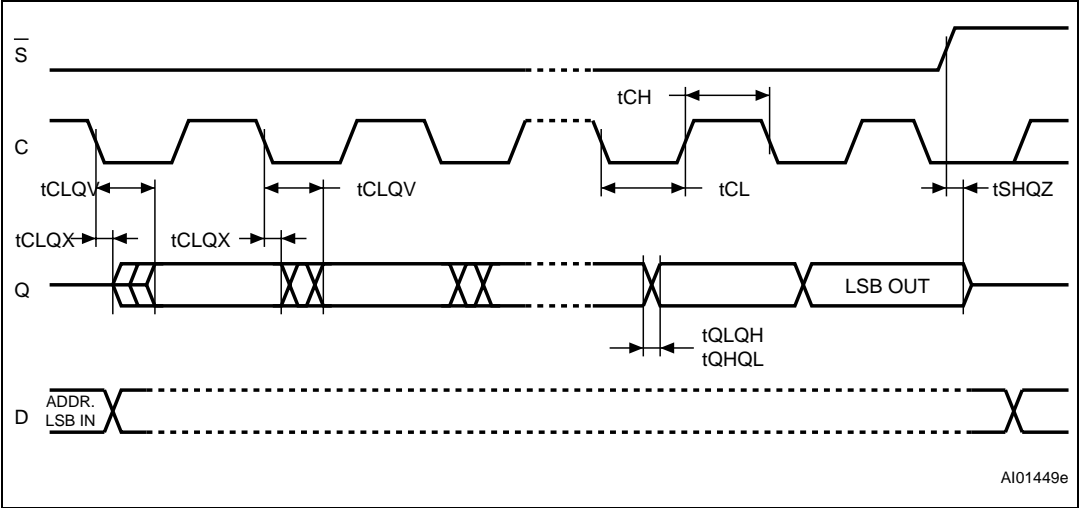 S
tCH
C
tCLQV
tCLQV
tCL
tSHQZ
tCLQX
tCLQX
Q
LSB OUT
tQLQH
tQHQL
ADDR.
D
LSB IN
AI01449e